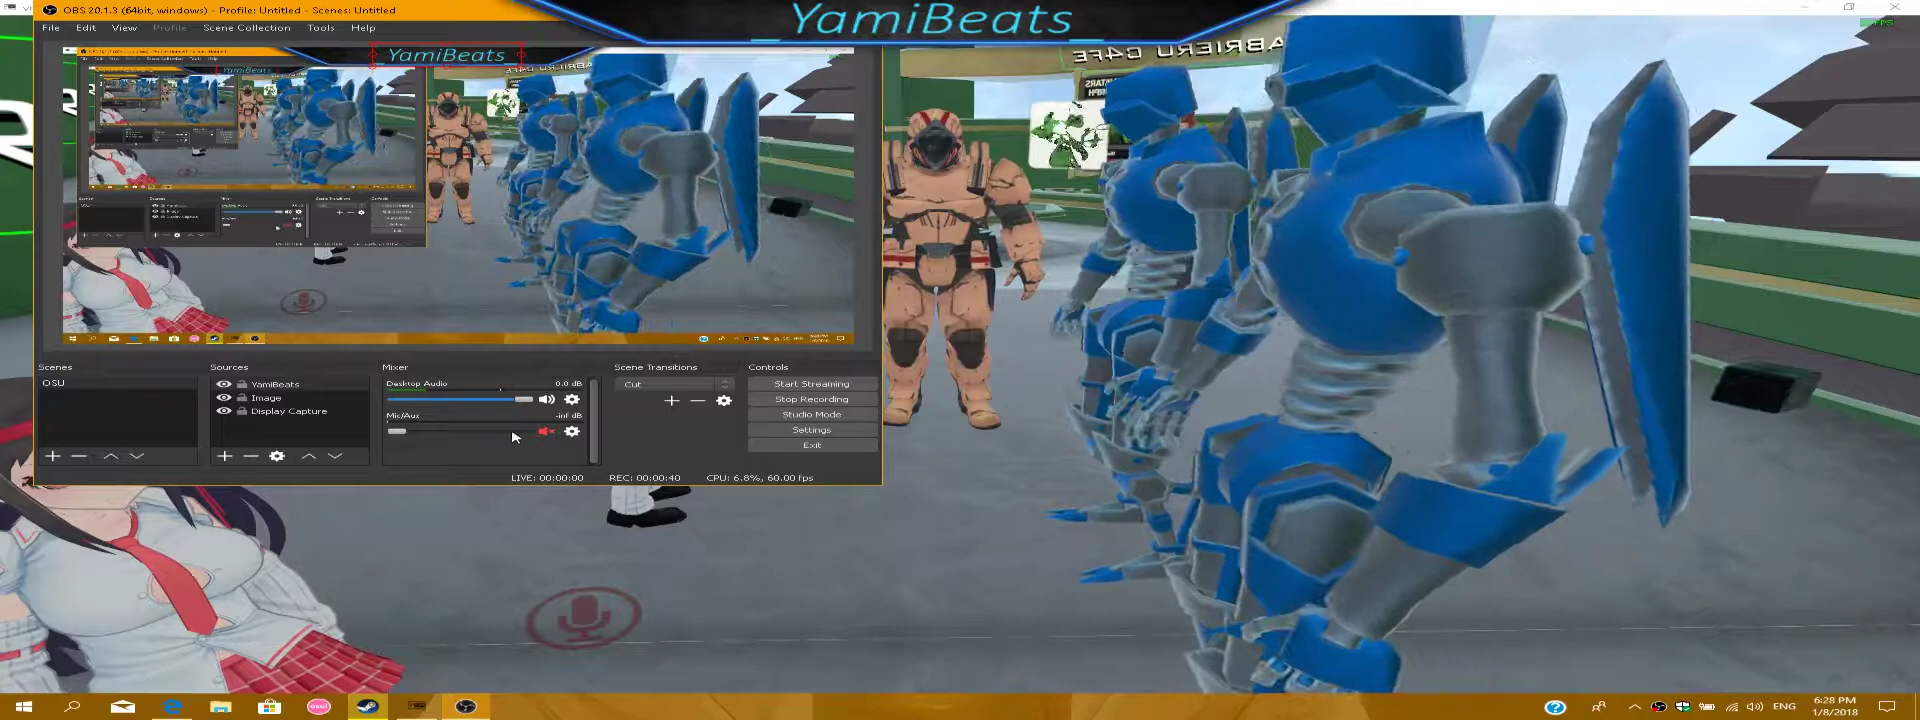 OBS 20.1.3 (64bit, windows) - Profile: Untitled - Scenes: Untitled
YamiBeats
File Edit View Profile Scene Collection Tools Help
YamiBeats
YamiBeats
Scenes
OSU
Sources
YamiBeats
Image
Display Capture
Mixer
Desktop Audio 0.0 dB
Mic/Aux -inf dB
Scene Transitions
Cut
Controls
Start Streaming
Stop Recording
Studio Mode
Settings
Exit
LIVE: 00:00:00 REC: 00:00:40 CPU: 6.8%, 60.00 fps
osu!
ENG
6:28 PM
1/8/2018